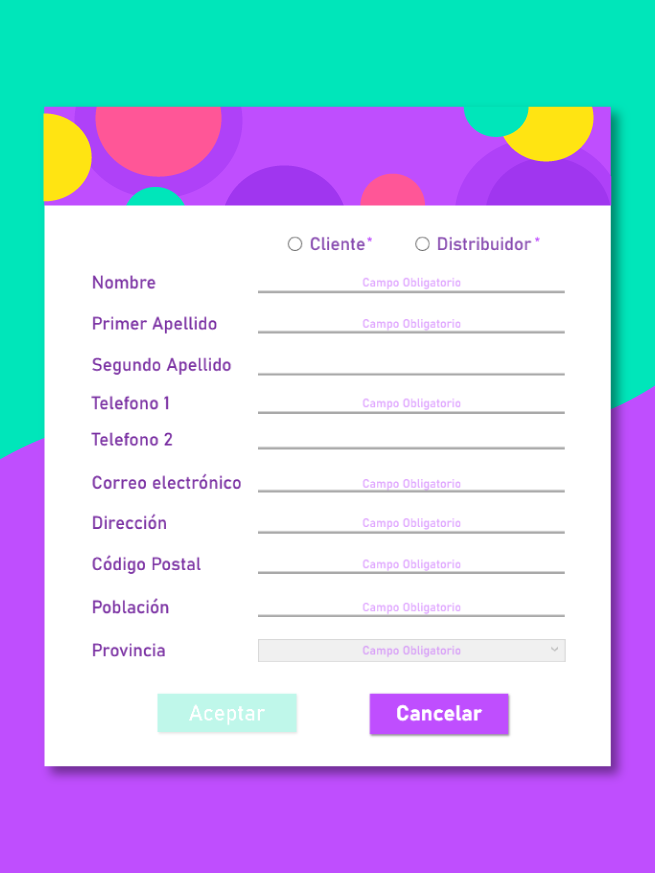 Cliente* Distribuidor*
Nombre Campo Obligatorio
Primer Apellido Campo Obligatorio
Segundo Apellido
Telefono 1 Campo Obligatorio
Telefono 2
Correo electrónico Campo Obligatorio
Dirección Campo Obligatorio
Código Postal Campo Obligatorio
Población Campo Obligatorio
Provincia Campo Obligatorio
Aceptar Cancelar